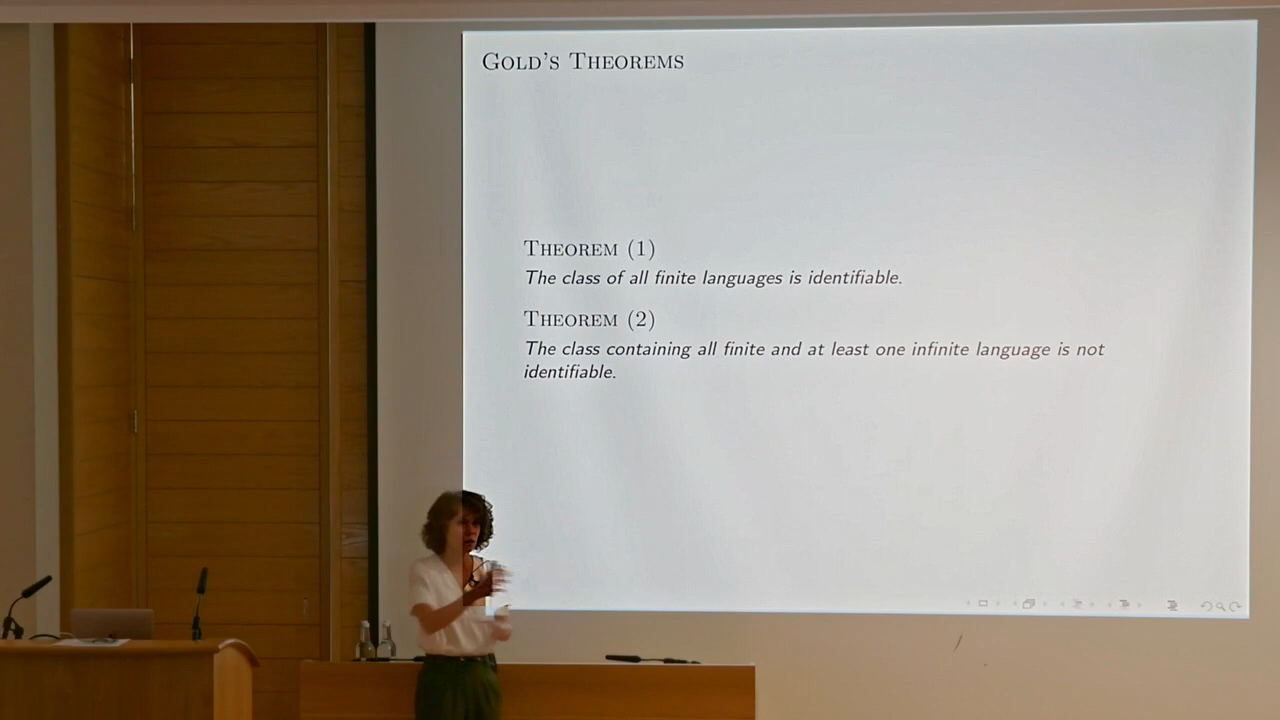 Gold's Theorems
Theorem (1)
The class of all finite languages is identifiable.
Theorem (2)
The class containing all finite and at least one infinite language is not
identifiable.